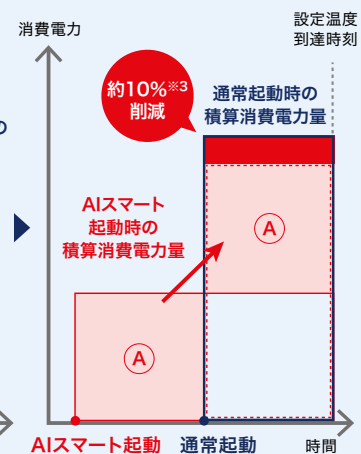 消費電力
設定温度
到達時刻
の
約10%※3
削減
通常起動時の
積算消費電力量
AIスマート
起動時の
積算消費電力量
A
A
AIスマート起動
通常起動
時間